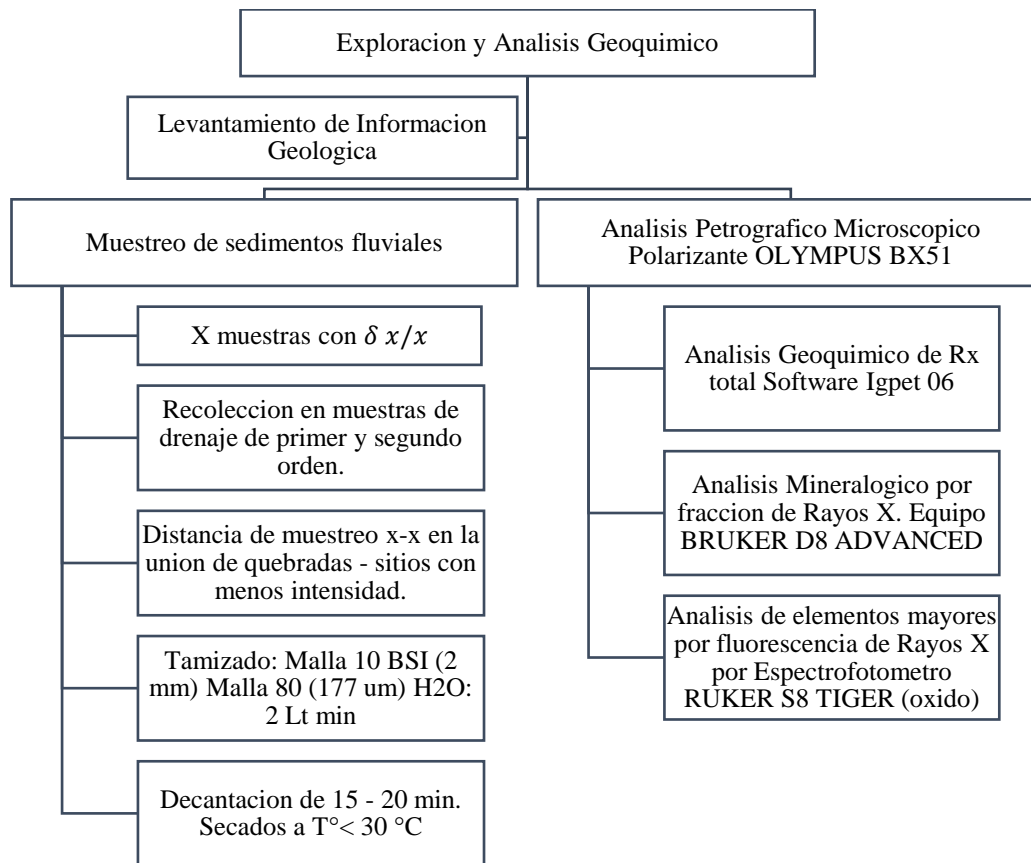 Exploracion y Analisis Geoquimico
Levantamiento de Informacion
Geologica
Muestreo de sedimentos fluviales
X muestras con δ x/x
Recoleccion en muestras de
drenaje de primer y segundo
orden.
Distancia de muestreo x-x en la
union de quebradas - sitios con
menos intensidad.
Tamizado: Malla 10 BSI (2
mm) Malla 80 (177 um) H2O:
2 Lt min
Decantacion de 15 - 20 min.
Secados a T°< 30 °C
Analisis Petrografico Microscopico
Polarizante OLYMPUS BX51
Analisis Geoquimico de Rx
total Software Igpet 06
Analisis Mineralogico por
fraccion de Rayos X. Equipo
BRUKER D8 ADVANCED
Analisis de elementos mayores
por fluorescencia de Rayos X
por Espectrofotometro
RUKER S8 TIGER (oxido)